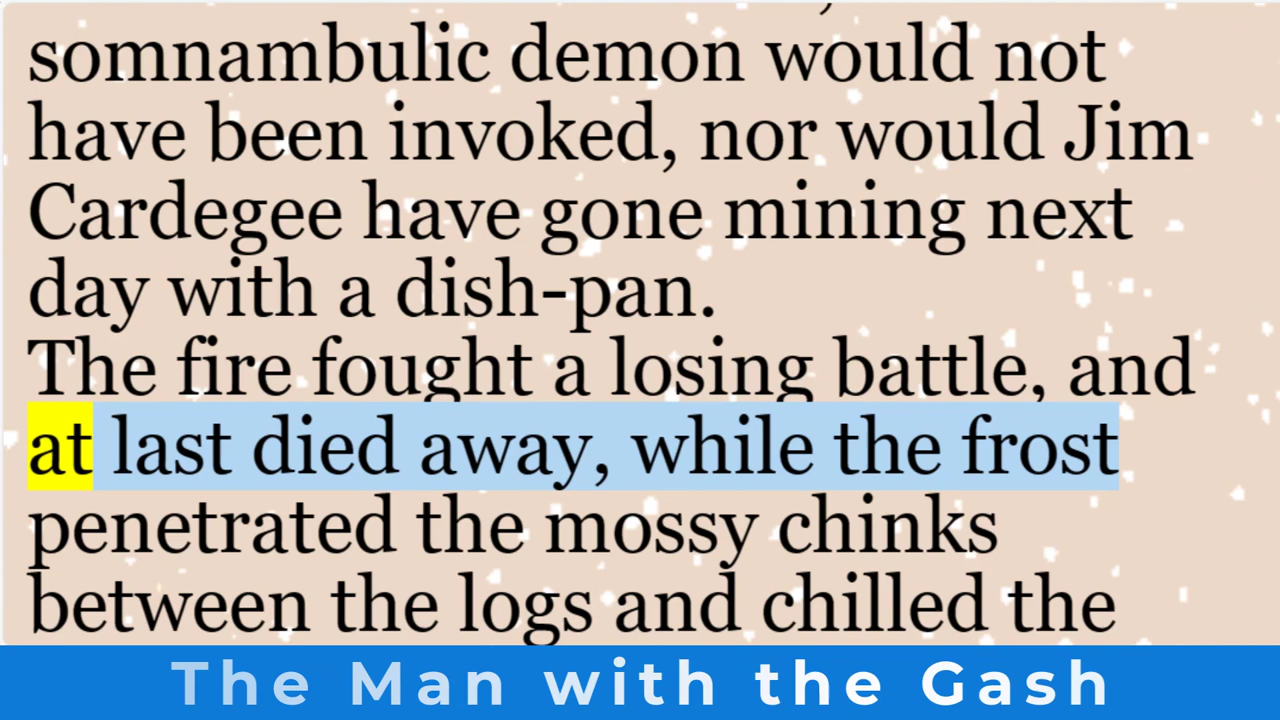 somnambulic demon would not
have been invoked, nor would Jim
Cardegee have gone mining next
day with a dish-pan.
The fire fought a losing battle, and
at last died away, while the frost
penetrated the mossy chinks
between the logs and chilled the
The Man with the Gash